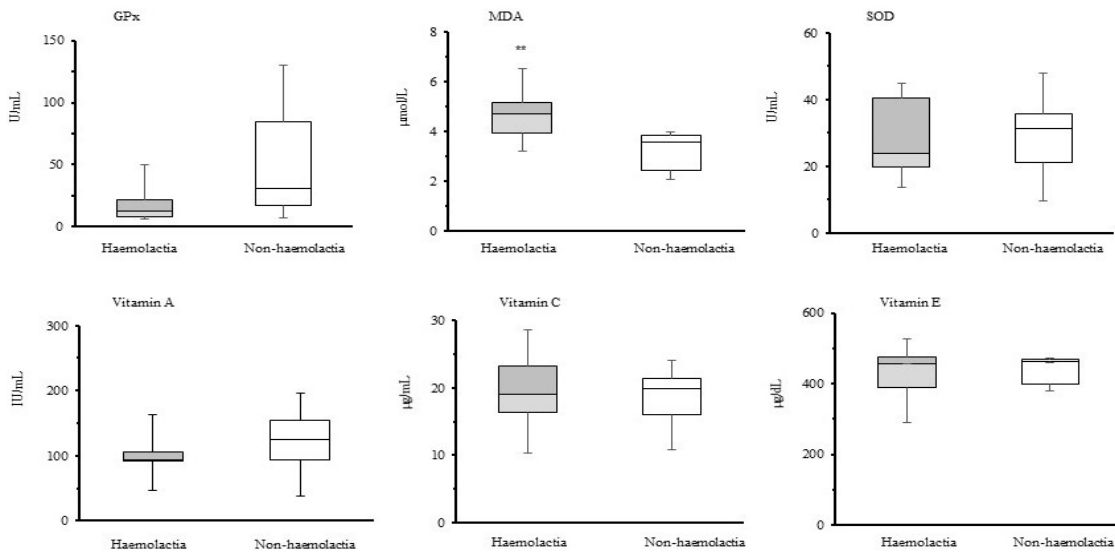 GPx
150
100
50
0
U/mL
Haemolactia Non-haemolactia
MDA
8
6
4
2
0
µmol/L
**
Haemolactia Non-haemolactia
SOD
60
40
20
0
U/mL
Haemolactia Non-haemolactia
Vitamin A
300
200
100
0
IU/mL
Haemolactia Non-haemolactia
Vitamin C
30
20
10
0
µg/mL
Haemolactia Non-haemolactia
Vitamin E
600
400
200
0
µg/dL
Haemolactia Non-haemolactia